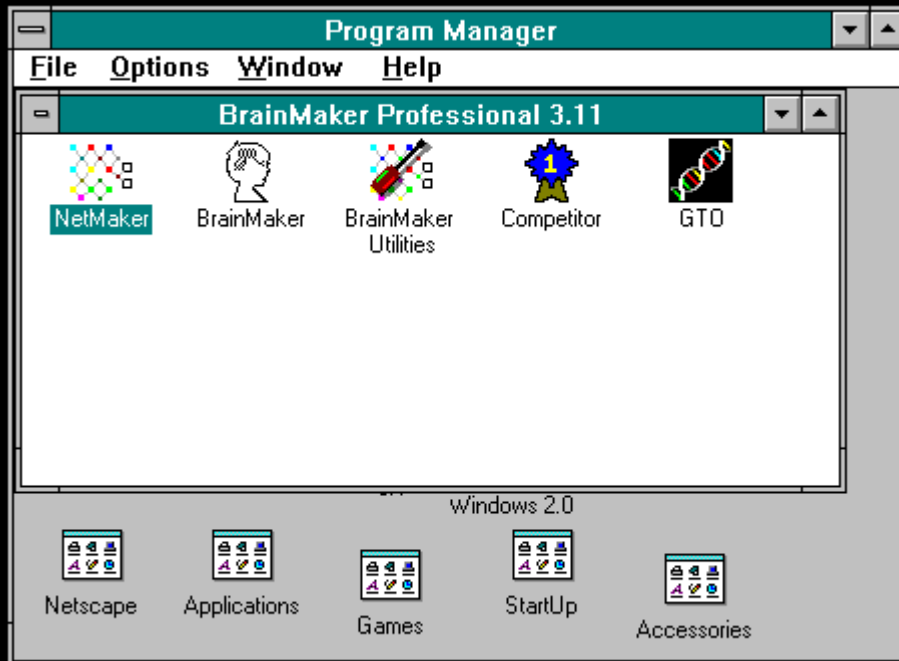 Program Manager
File Options Window Help
BrainMaker Professional 3.11
NetMaker BrainMaker BrainMaker Utilities Competitor GTO
1
Windows 2.0
Netscape Applications Games StartUp Accessories